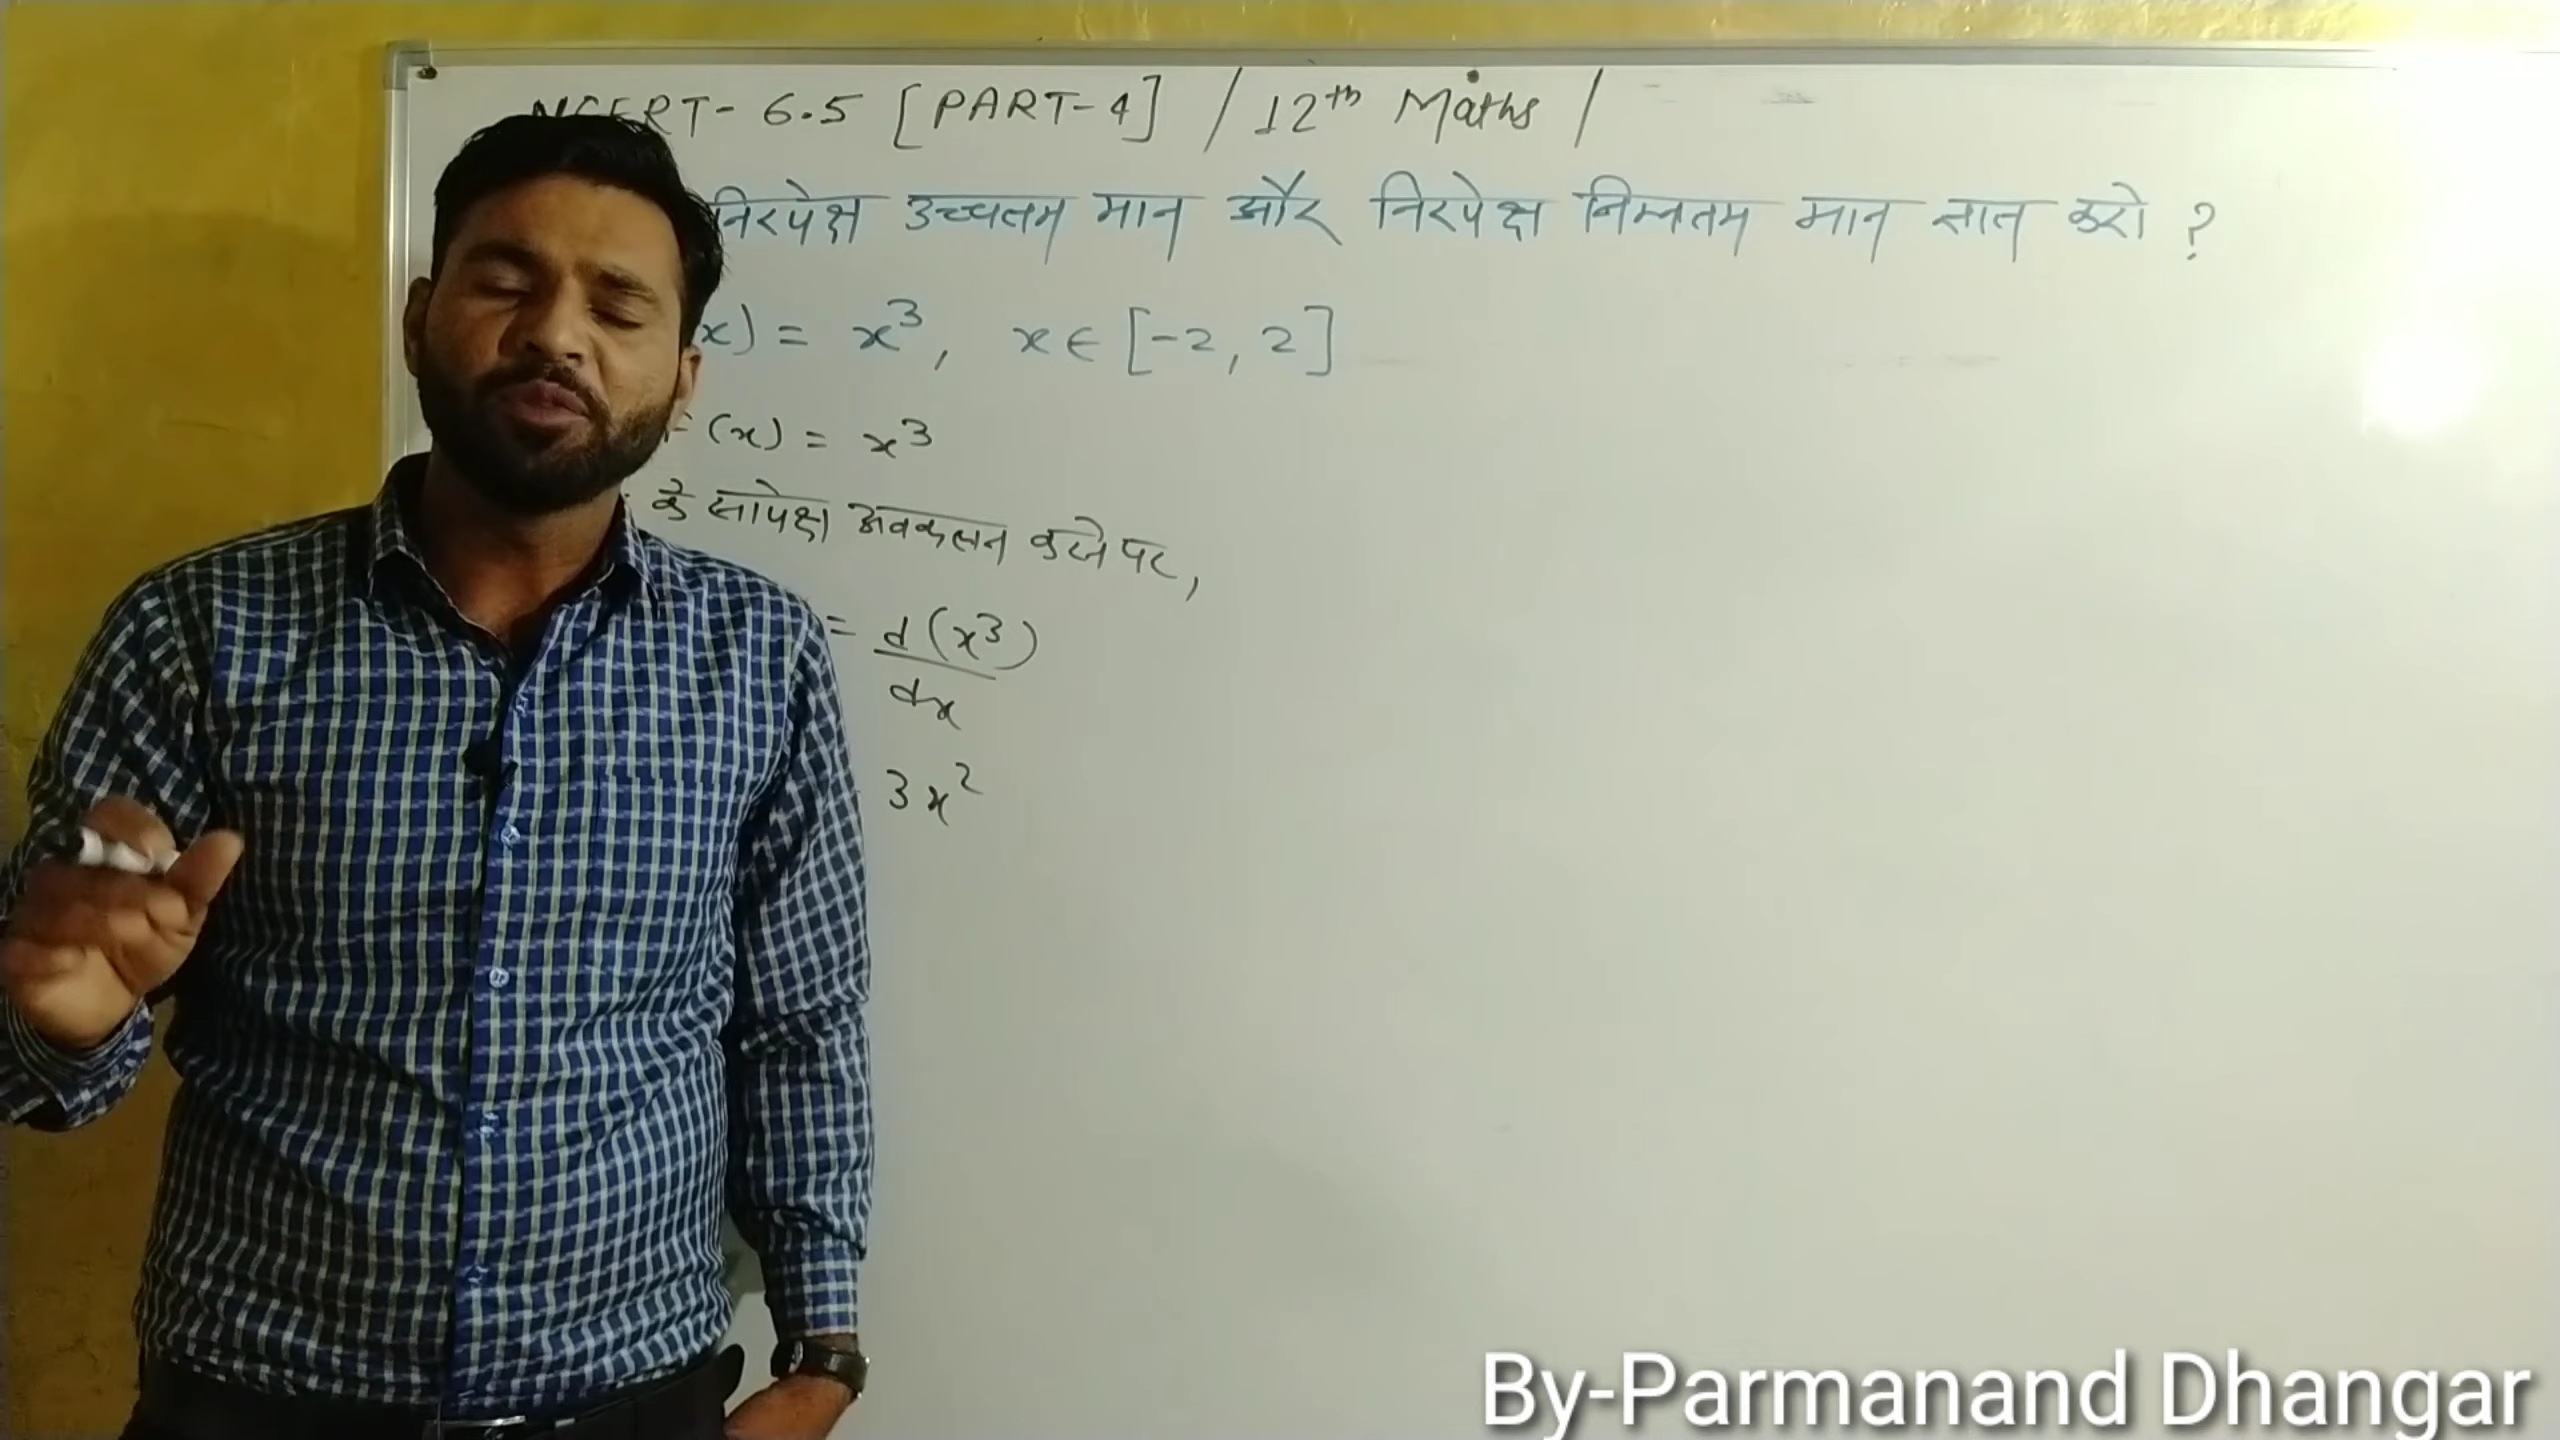 NCERT- 6.5 [PART-4] / 12th Maths /
निरपेक्ष उच्चतम मान और निरपेक्ष निम्नतम मान ज्ञात करो ?
x) = x³, x ∈ [-2, 2]
F(x) = x³
के सापेक्ष अवकलन करने पर,
= d(x³)
dx
3x²
By-Parmanand Dhangar